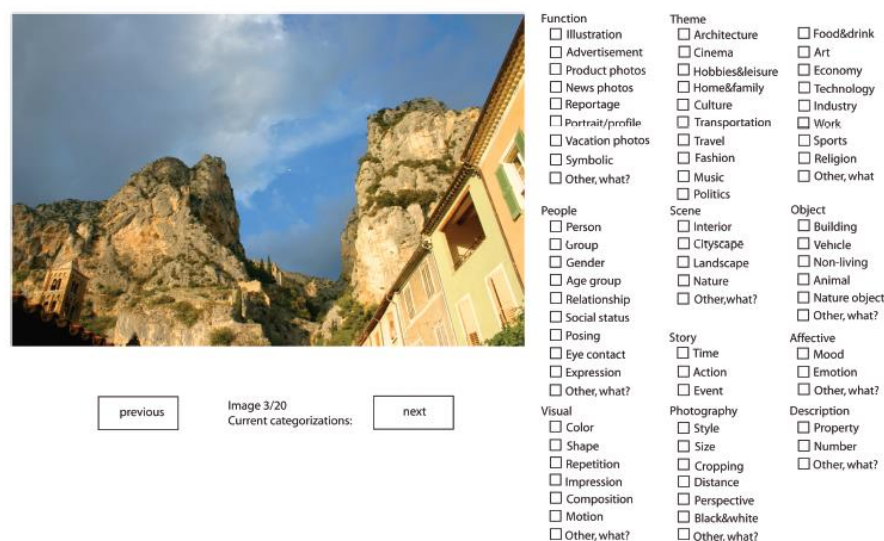 Function
Illustration
Advertisement
Product photos
News photos
Reportage
Portrait/profile
Vacation photos
Symbolic
Other, what?
Theme
Architecture
Cinema
Hobbies&leisure
Home&family
Culture
Transportation
Travel
Fashion
Music
Politics
Food&drink
Art
Economy
Technology
Industry
Work
Sports
Religion
Other, what
People
Person
Group
Gender
Age group
Relationship
Social status
Posing
Eye contact
Expression
Other, what?
Scene
Interior
Cityscape
Landscape
Nature
Other,what?
Object
Building
Vehicle
Non-living
Animal
Nature object
Other, what?
Story
Time
Action
Event
Affective
Mood
Emotion
Other, what?
previous
Image 3/20
Current categorizations:
next
Visual
Color
Shape
Repetition
Impression
Composition
Motion
Other, what?
Photography
Style
Size
Cropping
Distance
Perspective
Black&white
Other, what?
Description
Property
Number
Other, what?